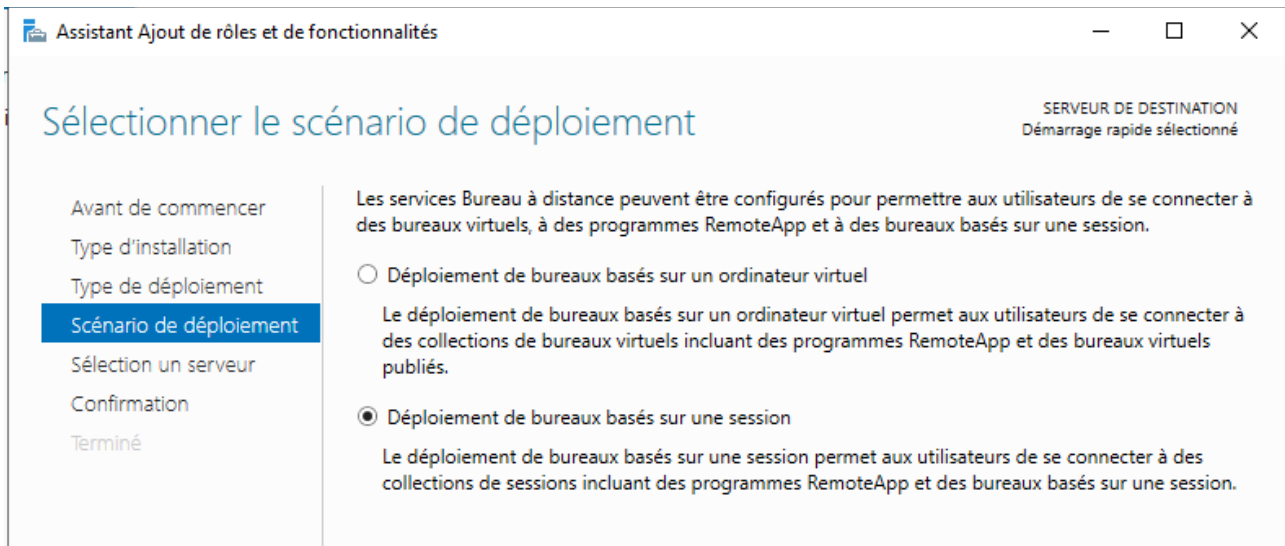 Assistant Ajout de rôles et de fonctionnalités
Sélectionner le scénario de déploiement
SERVEUR DE DESTINATION
Démarrage rapide sélectionné
Avant de commencer
Type d'installation
Type de déploiement
Scénario de déploiement
Sélection un serveur
Confirmation
Terminé
Les services Bureau à distance peuvent être configurés pour permettre aux utilisateurs de se connecter à
des bureaux virtuels, à des programmes RemoteApp et à des bureaux basés sur une session.
Déploiement de bureaux basés sur un ordinateur virtuel
Le déploiement de bureaux basés sur un ordinateur virtuel permet aux utilisateurs de se connecter à
des collections de bureaux virtuels incluant des programmes RemoteApp et des bureaux virtuels
publiés.
Déploiement de bureaux basés sur une session
Le déploiement de bureaux basés sur une session permet aux utilisateurs de se connecter à des
collections de sessions incluant des programmes RemoteApp et des bureaux basés sur une session.